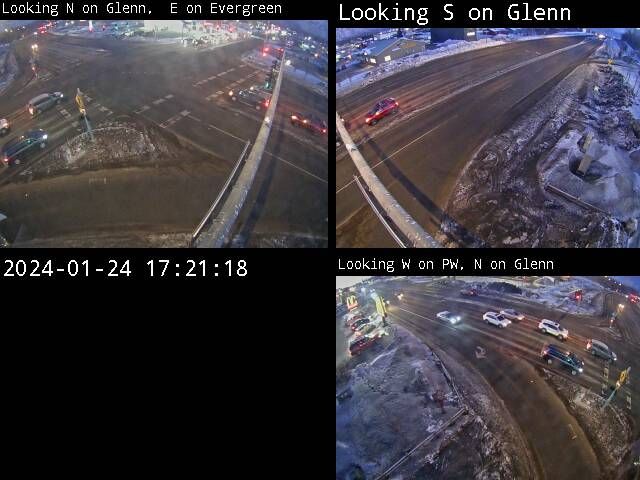 Looking N on Glenn,  E on Evergreen
Looking S on Glenn
2024-01-24 17:21:18
Looking W on PW, N on Glenn